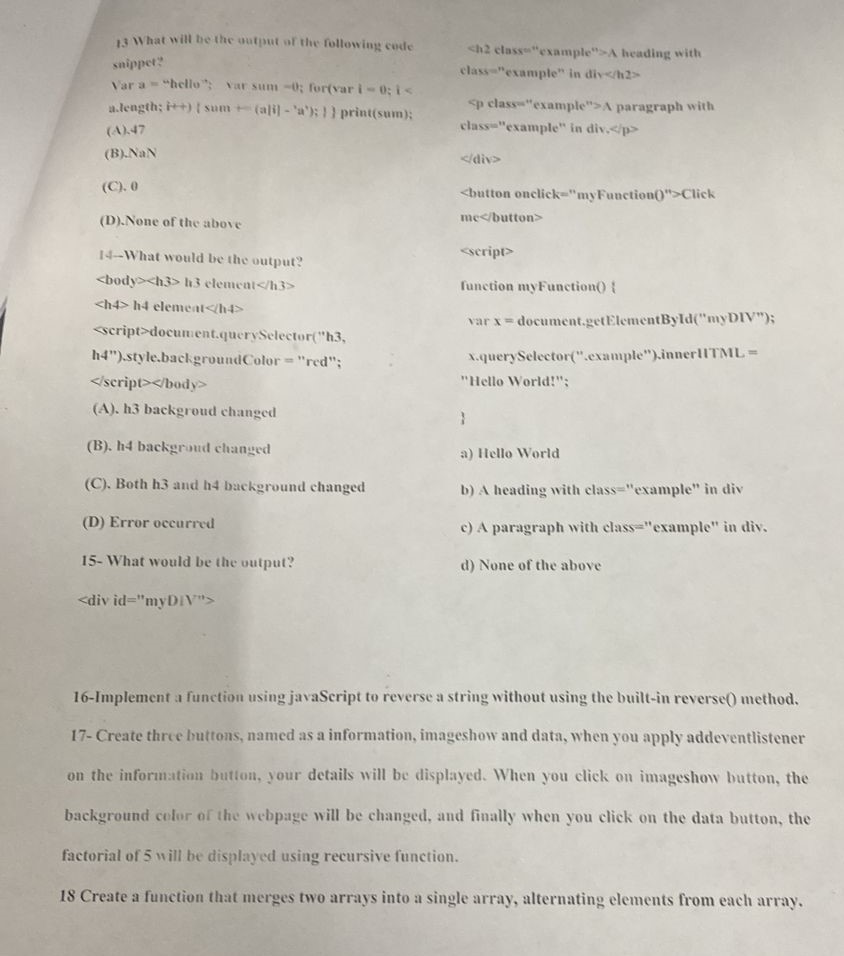 13 What will be the output of the following code
snippet?
Var a = "hello"; var sum =0; for(var i = 0; i <
a.length; i++) { sum += (a[i] - 'a'); } } print(sum);
(A).47
(B).NaN
(C). 0
(D).None of the above
14--What would be the output?
<body><h3> h3 element</h3>
<h4> h4 element</h4>
<script>document.querySelector("h3,
h4").style.backgroundColor = "red";
</script></body>
(A). h3 backgroud changed
(B). h4 backgroud changed
(C). Both h3 and h4 background changed
(D) Error occurred
15- What would be the output?
<div id="myDIV">
<h2 class="example">A heading with
class="example" in div</h2>
<p class="example">A paragraph with
class="example" in div.</p>
</div>
<button onclick="myFunction()">Click
me</button>
<script>
function myFunction() {
var x = document.getElementById("myDIV");
x.querySelector(".example").innerHTML =
"Hello World!";
}
a) Hello World
b) A heading with class="example" in div
c) A paragraph with class="example" in div.
d) None of the above
16-Implement a function using javaScript to reverse a string without using the built-in reverse() method.
17- Create three buttons, named as a information, imageshow and data, when you apply addeventlistener
on the information button, your details will be displayed. When you click on imageshow button, the
background color of the webpage will be changed, and finally when you click on the data button, the
factorial of 5 will be displayed using recursive function.
18 Create a function that merges two arrays into a single array, alternating elements from each array.